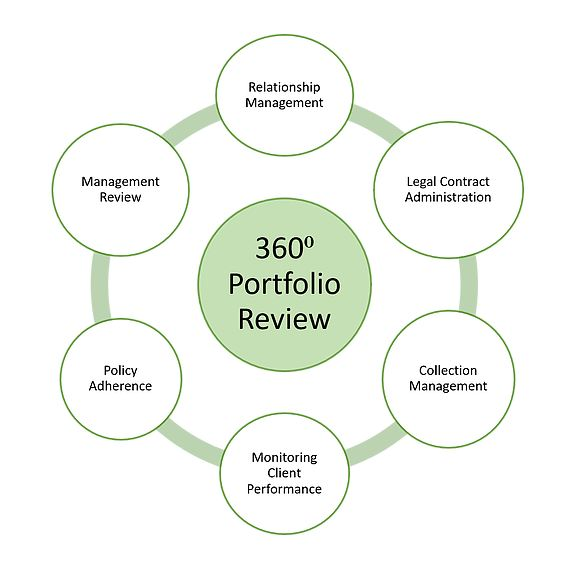 Relationship
Management
Legal Contract
Administration
Collection
Management
Monitoring
Client
Performance
Policy
Adherence
Management
Review
360⁰
Portfolio
Review